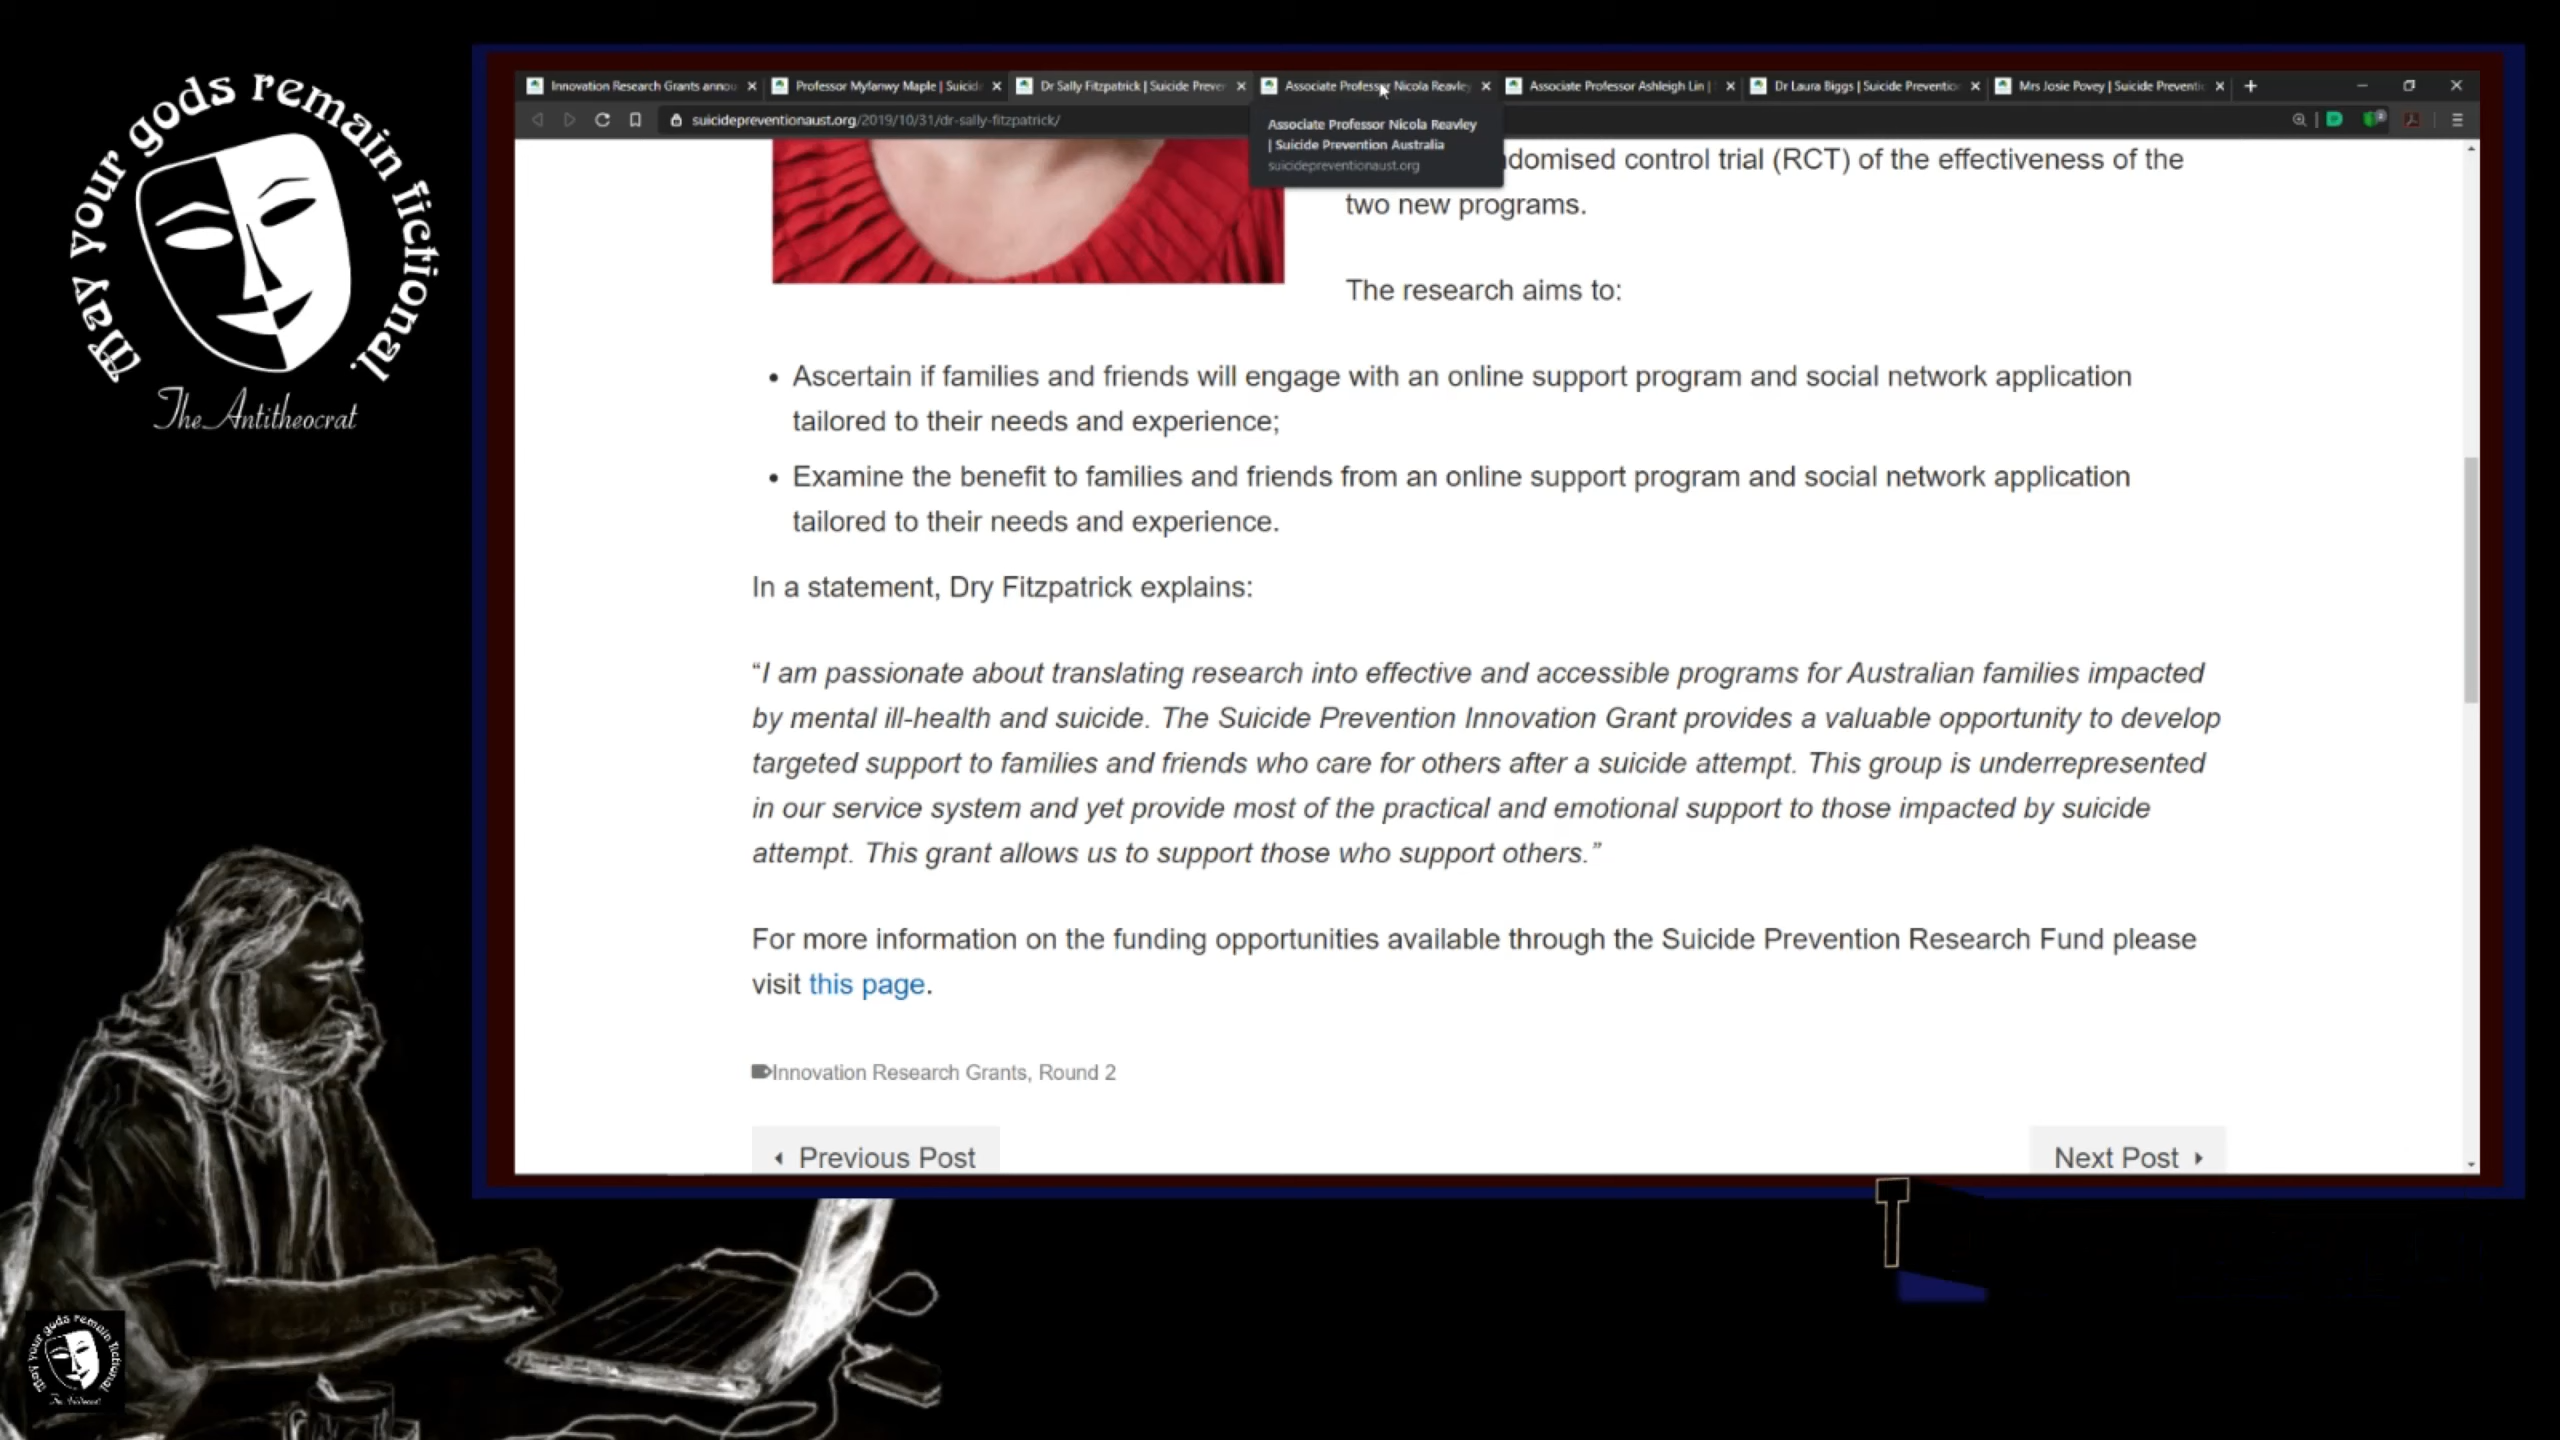 May your gods remain fictional.
The Antitheocrat
Innovation Research Grants annou
Professor Myfanwy Maple | Suicid
Dr Sally Fitzpatrick | Suicide Preve
Associate Professor Nicola Reavley
Associate Professor Ashleigh Lin |
Dr Laura Biggs | Suicide Preventio
Mrs Josie Povey | Suicide Preventi
suicidepreventionaust.org/2019/10/31/dr-sally-fitzpatrick/
Associate Professor Nicola Reavley
| Suicide Prevention Australia
suicidepreventionaust.org
domised control trial (RCT) of the effectiveness of the
two new programs.
The research aims to:
• Ascertain if families and friends will engage with an online support program and social network application
tailored to their needs and experience;
• Examine the benefit to families and friends from an online support program and social network application
tailored to their needs and experience.
In a statement, Dry Fitzpatrick explains:
“I am passionate about translating research into effective and accessible programs for Australian families impacted
by mental ill-health and suicide. The Suicide Prevention Innovation Grant provides a valuable opportunity to develop
targeted support to families and friends who care for others after a suicide attempt. This group is underrepresented
in our service system and yet provide most of the practical and emotional support to those impacted by suicide
attempt. This grant allows us to support those who support others.”
For more information on the funding opportunities available through the Suicide Prevention Research Fund please
visit this page.
Innovation Research Grants, Round 2
Previous Post
Next Post
T
May your gods remain fictional.
The Antitheocrat